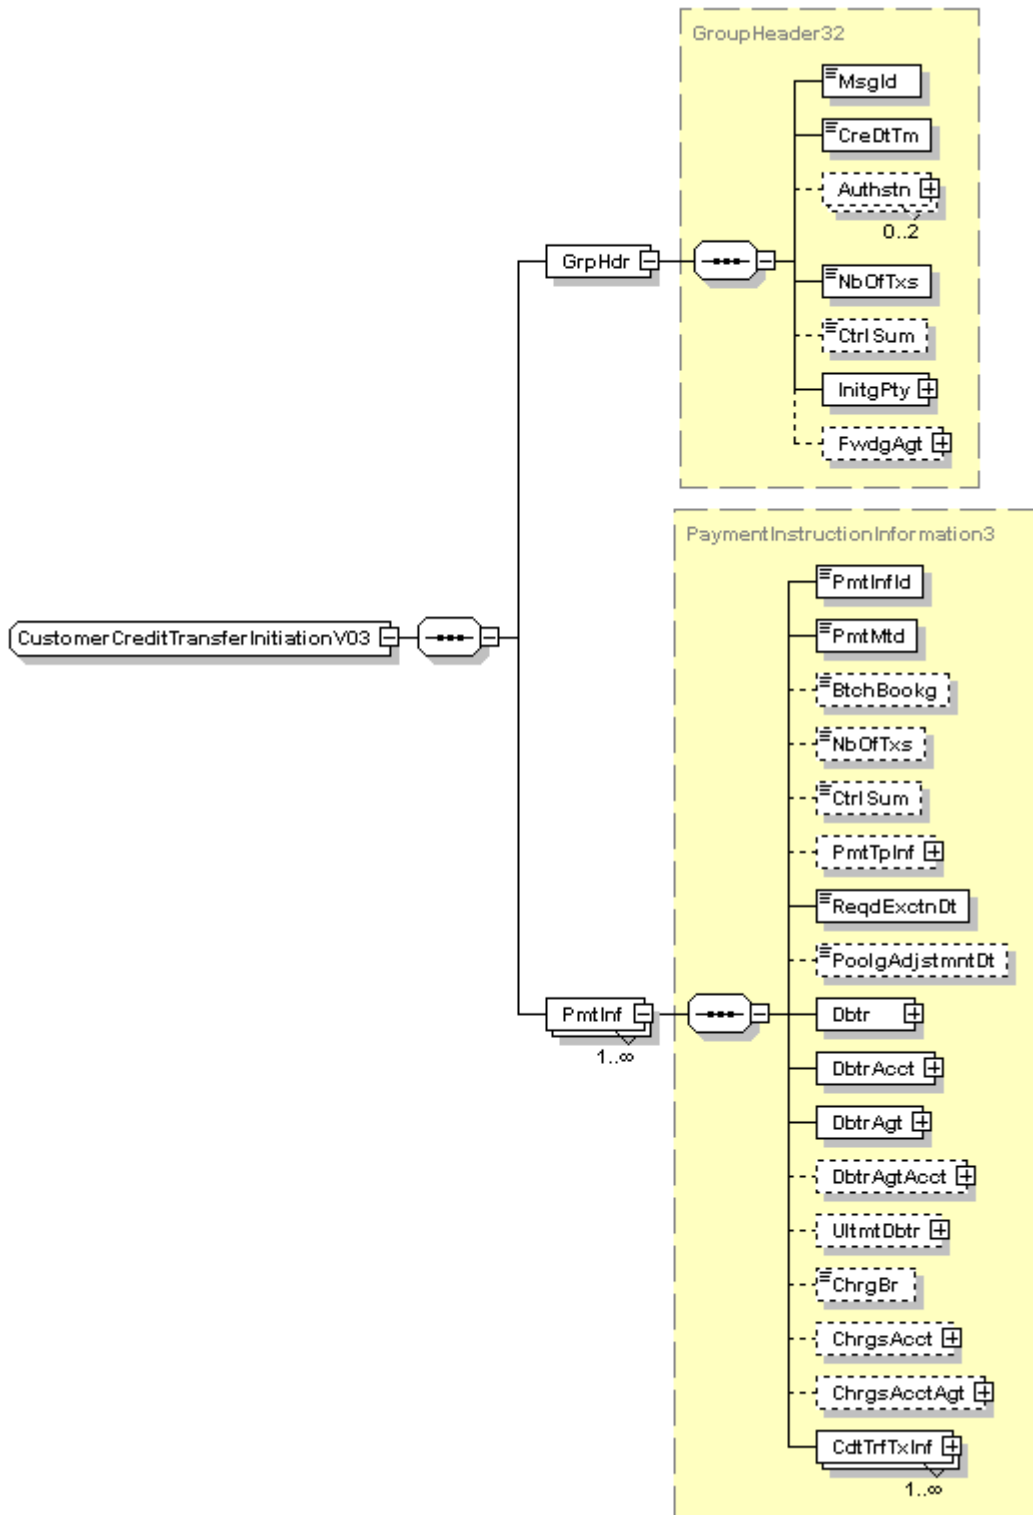 GroupHeader32
MsgId
CreDtTm
Authstn
0..2
GrpHdr
NbOfTxs
CtrlSum
InitgPty
FwdgAgt
PaymentInstructionInformation3
PmtInfId
CustomerCreditTransferInitiationV03
PmtMtd
BtchBookg
NbOfTxs
CtrlSum
PmtTpInf
ReqdExctnDt
PoolgAdjstmntDt
PmtInf
1..∞
Dbtr
DbtrAcct
DbtrAgt
DbtrAgtAcct
UltmtDbtr
ChrgBr
ChrgsAcct
ChrgsAcctAgt
CdtTrfTxInf
1..∞